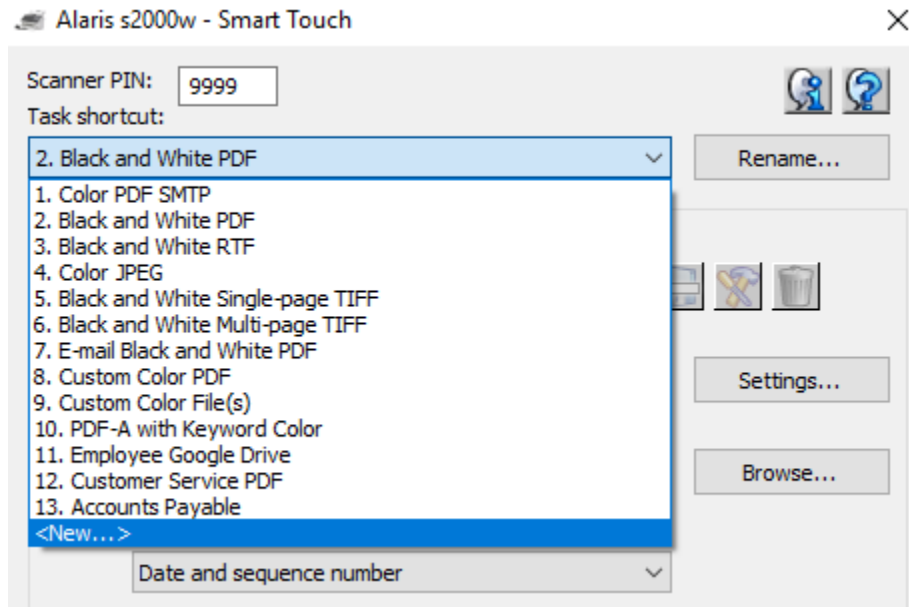 Alaris s2000w - Smart Touch
Scanner PIN: 9999
Task shortcut:
2. Black and White PDF
Rename...
1. Color PDF SMTP
2. Black and White PDF
3. Black and White RTF
4. Color JPEG
5. Black and White Single-page TIFF
6. Black and White Multi-page TIFF
7. E-mail Black and White PDF
8. Custom Color PDF
Settings...
9. Custom Color File(s)
10. PDF-A with Keyword Color
11. Employee Google Drive
12. Customer Service PDF
Browse...
13. Accounts Payable
<New...>
Date and sequence number